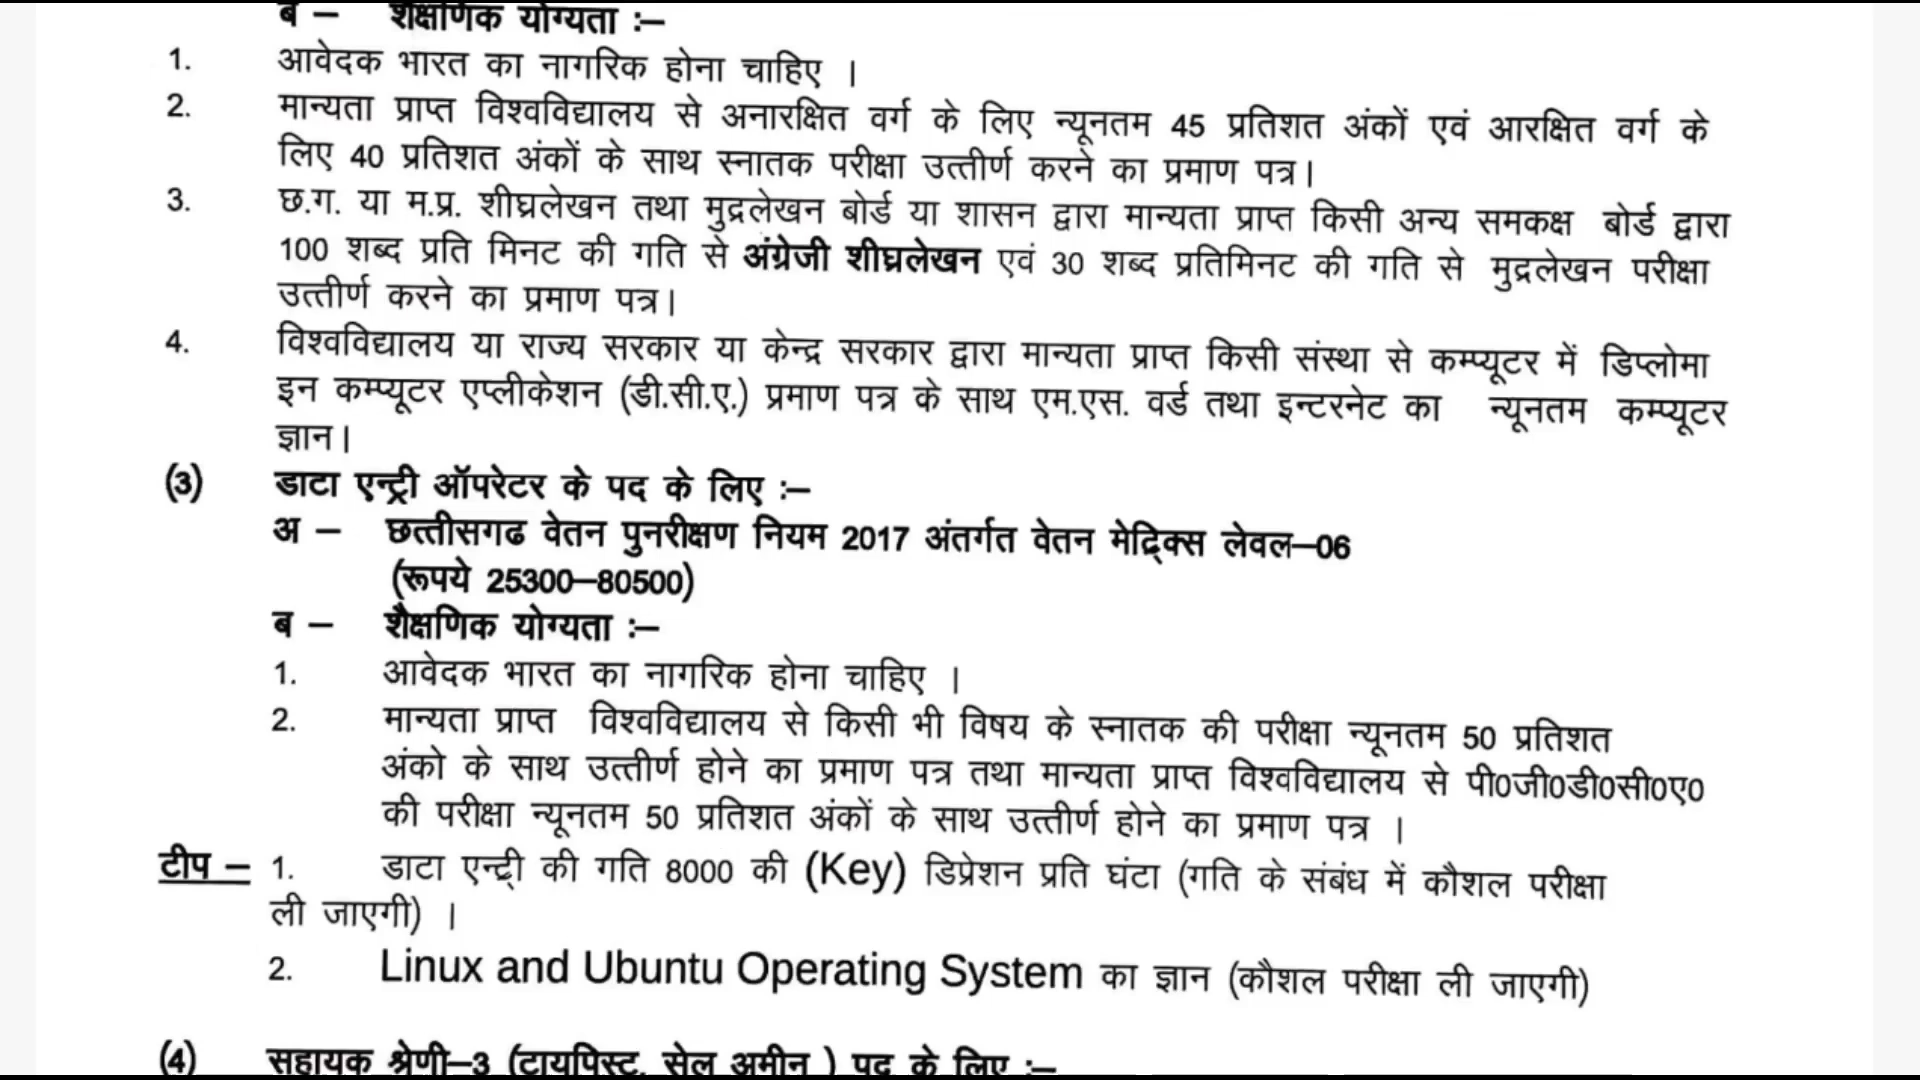 ब – शैक्षणिक योग्यता :–
1. आवेदक भारत का नागरिक होना चाहिए ।
2. मान्यता प्राप्त विश्वविद्यालय से अनारक्षित वर्ग के लिए न्यूनतम 45 प्रतिशत अंकों एवं आरक्षित वर्ग के
लिए 40 प्रतिशत अंकों के साथ स्नातक परीक्षा उत्तीर्ण करने का प्रमाण पत्र।
3. छ.ग. या म.प्र. शीघ्रलेखन तथा मुद्रलेखन बोर्ड या शासन द्वारा मान्यता प्राप्त किसी अन्य समकक्ष बोर्ड द्वारा
100 शब्द प्रति मिनट की गति से अंग्रेजी शीघ्रलेखन एवं 30 शब्द प्रतिमिनट की गति से मुद्रलेखन परीक्षा
उत्तीर्ण करने का प्रमाण पत्र।
4. विश्वविद्यालय या राज्य सरकार या केन्द्र सरकार द्वारा मान्यता प्राप्त किसी संस्था से कम्प्यूटर में डिप्लोमा
इन कम्प्यूटर एप्लीकेशन (डी.सी.ए.) प्रमाण पत्र के साथ एम.एस. वर्ड तथा इन्टरनेट का न्यूनतम कम्प्यूटर
ज्ञान।
(3) डाटा एन्ट्री ऑपरेटर के पद के लिए :–
अ – छत्तीसगढ वेतन पुनरीक्षण नियम 2017 अंतर्गत वेतन मेट्रिक्स लेवल–06
(रूपये 25300–80500)
ब – शैक्षणिक योग्यता :–
1. आवेदक भारत का नागरिक होना चाहिए ।
2. मान्यता प्राप्त विश्वविद्यालय से किसी भी विषय के स्नातक की परीक्षा न्यूनतम 50 प्रतिशत
अंको के साथ उत्तीर्ण होने का प्रमाण पत्र तथा मान्यता प्राप्त विश्वविद्यालय से पी0जी0डी0सी0ए0
की परीक्षा न्यूनतम 50 प्रतिशत अंकों के साथ उत्तीर्ण होने का प्रमाण पत्र ।
टीप – 1. डाटा एन्ट्री की गति 8000 की (Key) डिप्रेशन प्रति घंटा (गति के संबंध में कौशल परीक्षा
ली जाएगी) ।
2. Linux and Ubuntu Operating System का ज्ञान (कौशल परीक्षा ली जाएगी)
(4) सहायक श्रेणी–3 (टायपिस्ट, सेल अमीन ) पद के लिए :–